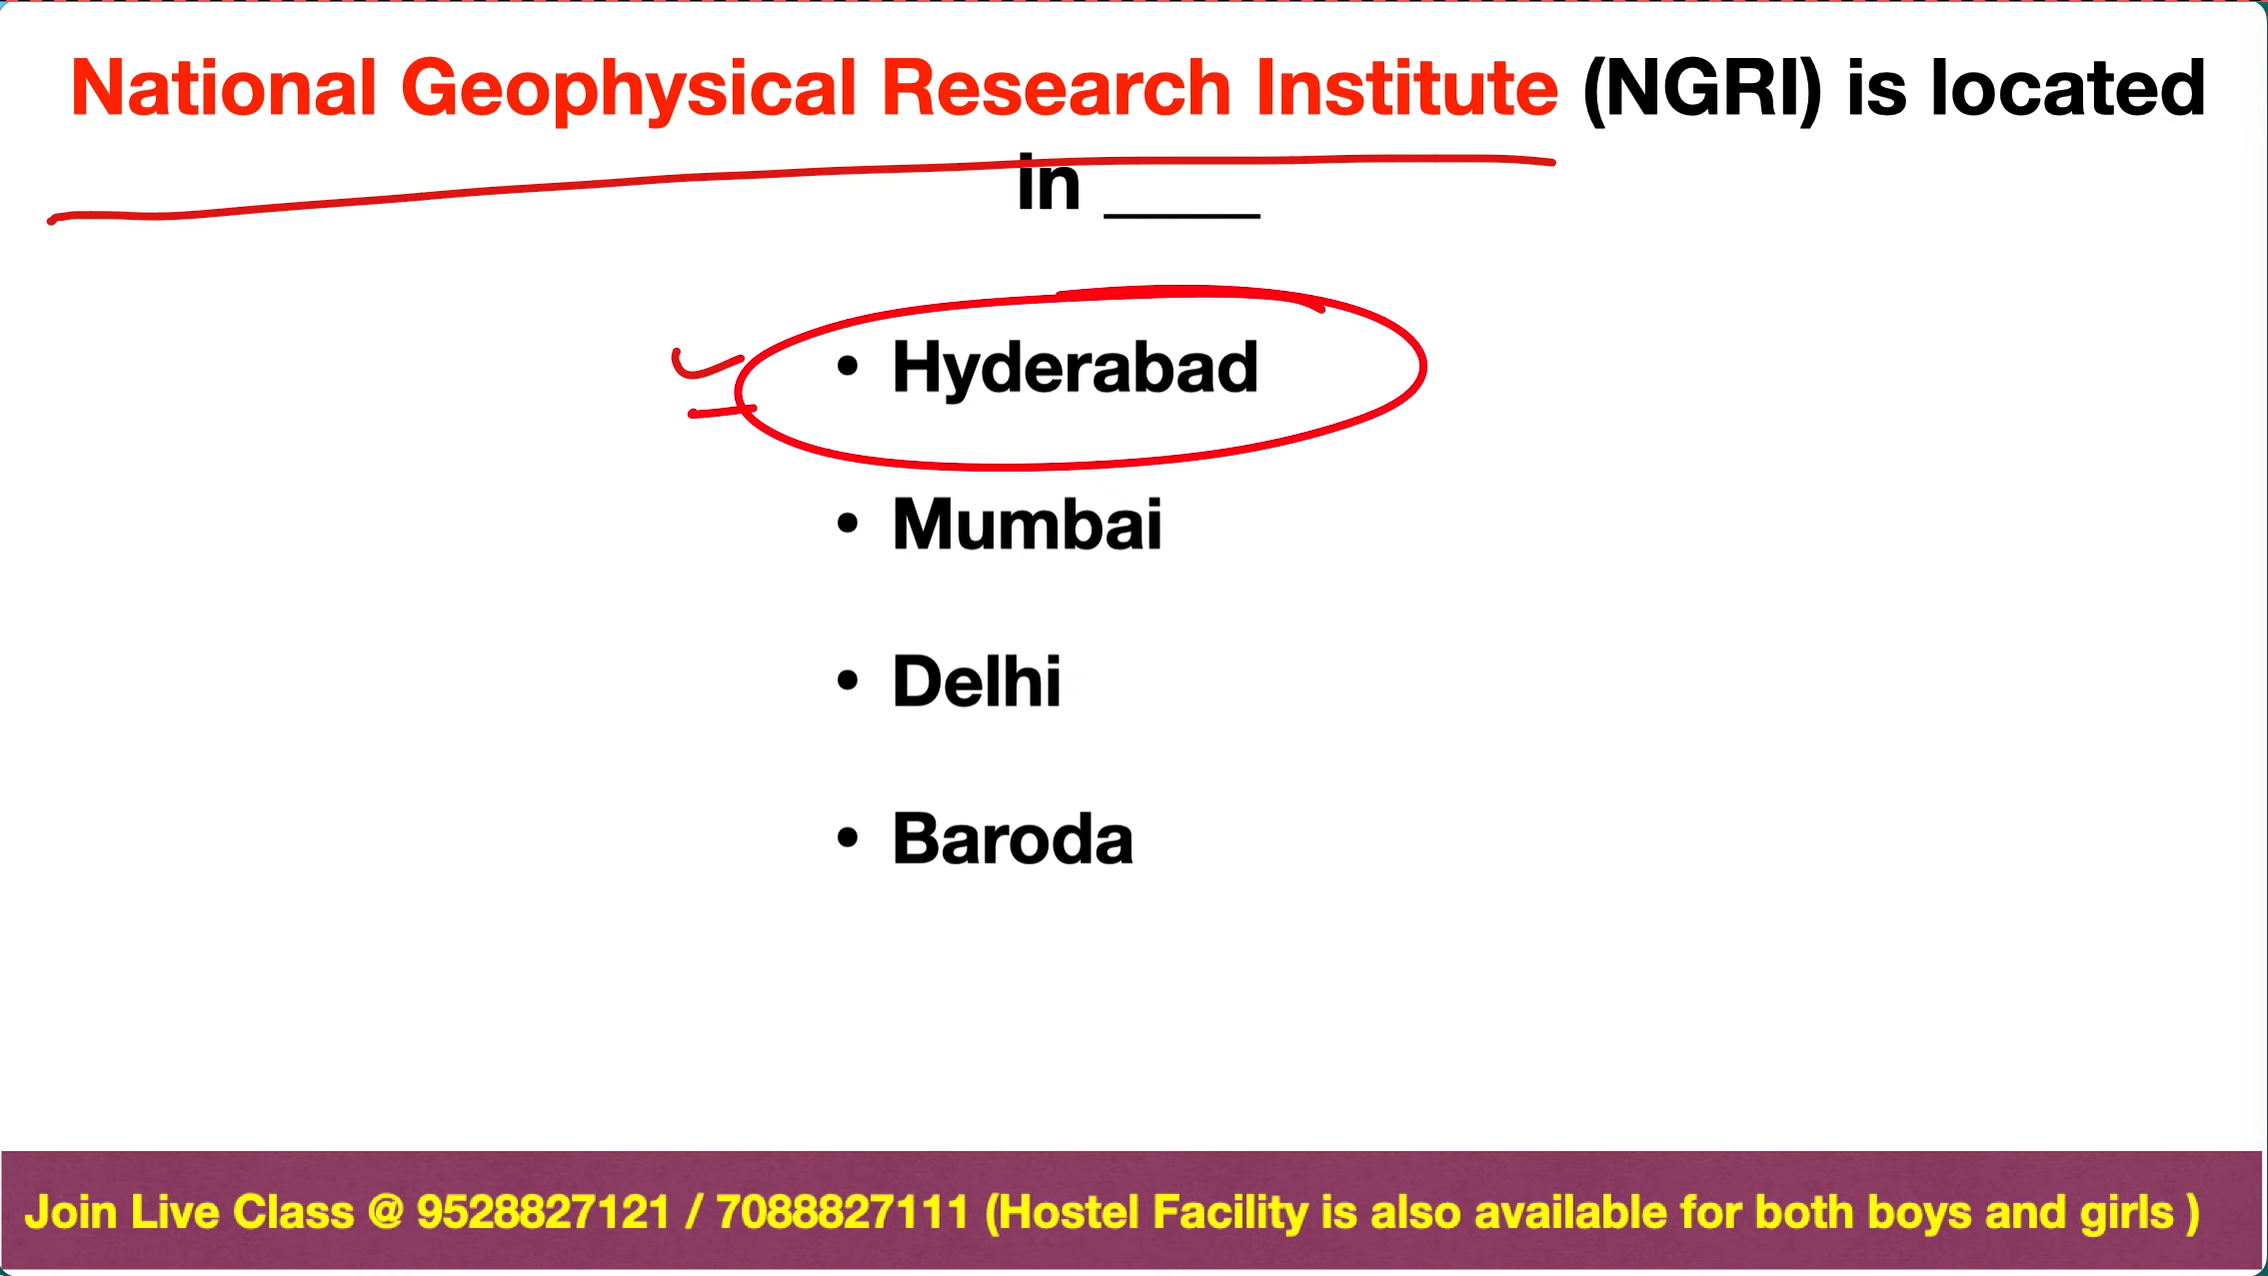 National Geophysical Research Institute (NGRI) is located
in ____
• Hyderabad
• Mumbai
• Delhi
• Baroda
Join Live Class @ 9528827121 / 7088827111 (Hostel Facility is also available for both boys and girls )